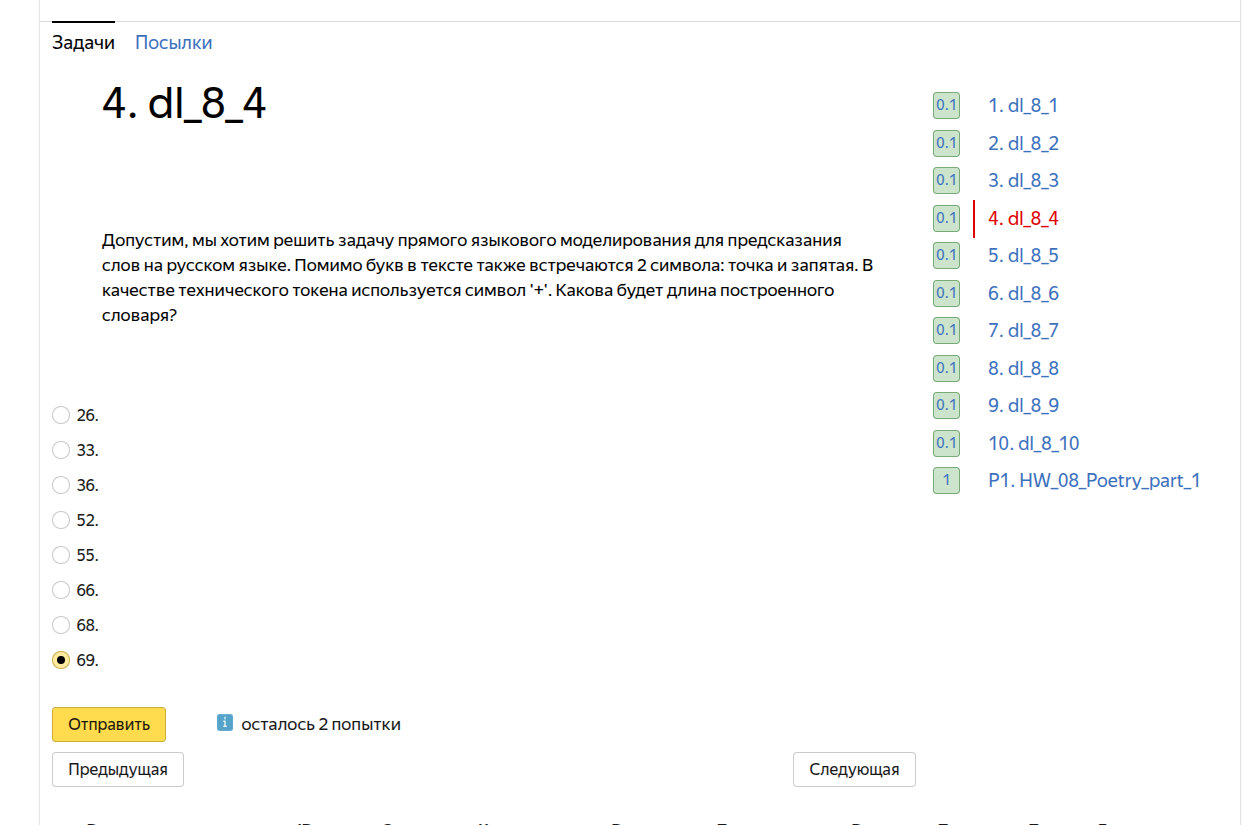 Задачи Посылки
4. dl_8_4
Допустим, мы хотим решить задачу прямого языкового моделирования для предсказания
слов на русском языке. Помимо букв в тексте также встречаются 2 символа: точка и запятая. В
качестве технического токена используется символ '+'. Какова будет длина построенного
словаря?
26.
33.
36.
52.
55.
66.
68.
69.
Отправить
i осталось 2 попытки
Предыдущая
Следующая
0.1 1. dl_8_1
0.1 2. dl_8_2
0.1 3. dl_8_3
0.1 4. dl_8_4
0.1 5. dl_8_5
0.1 6. dl_8_6
0.1 7. dl_8_7
0.1 8. dl_8_8
0.1 9. dl_8_9
0.1 10. dl_8_10
1 P1. HW_08_Poetry_part_1